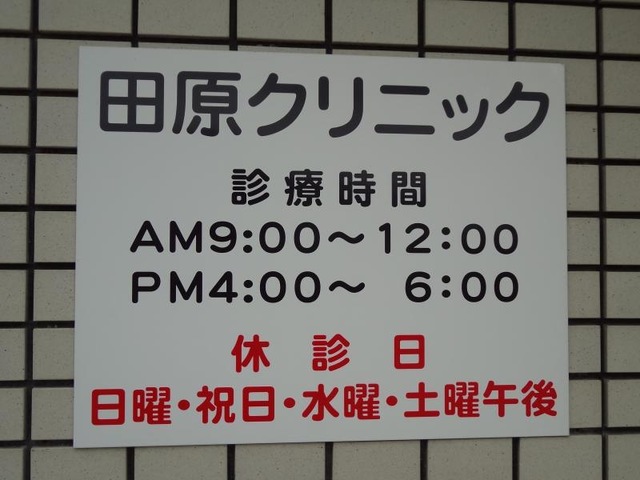 田原クリニック
診療時間
AM9:00～12:00
PM4:00～ 6:00
休診日
日曜・祝日・水曜・土曜午後